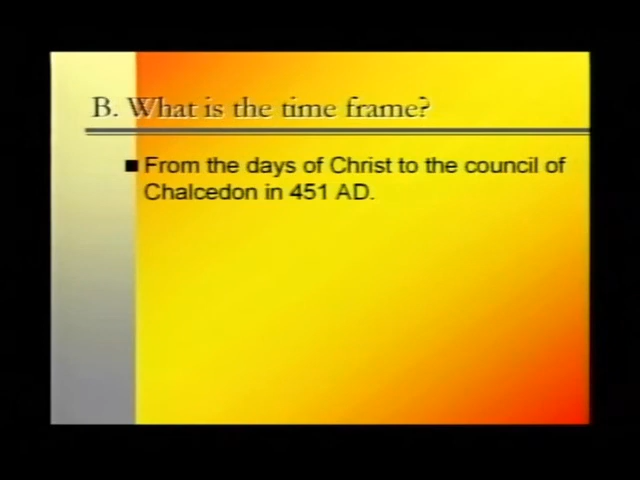 B. What is the time frame?
From the days of Christ to the council of
Chalcedon in 451 AD.